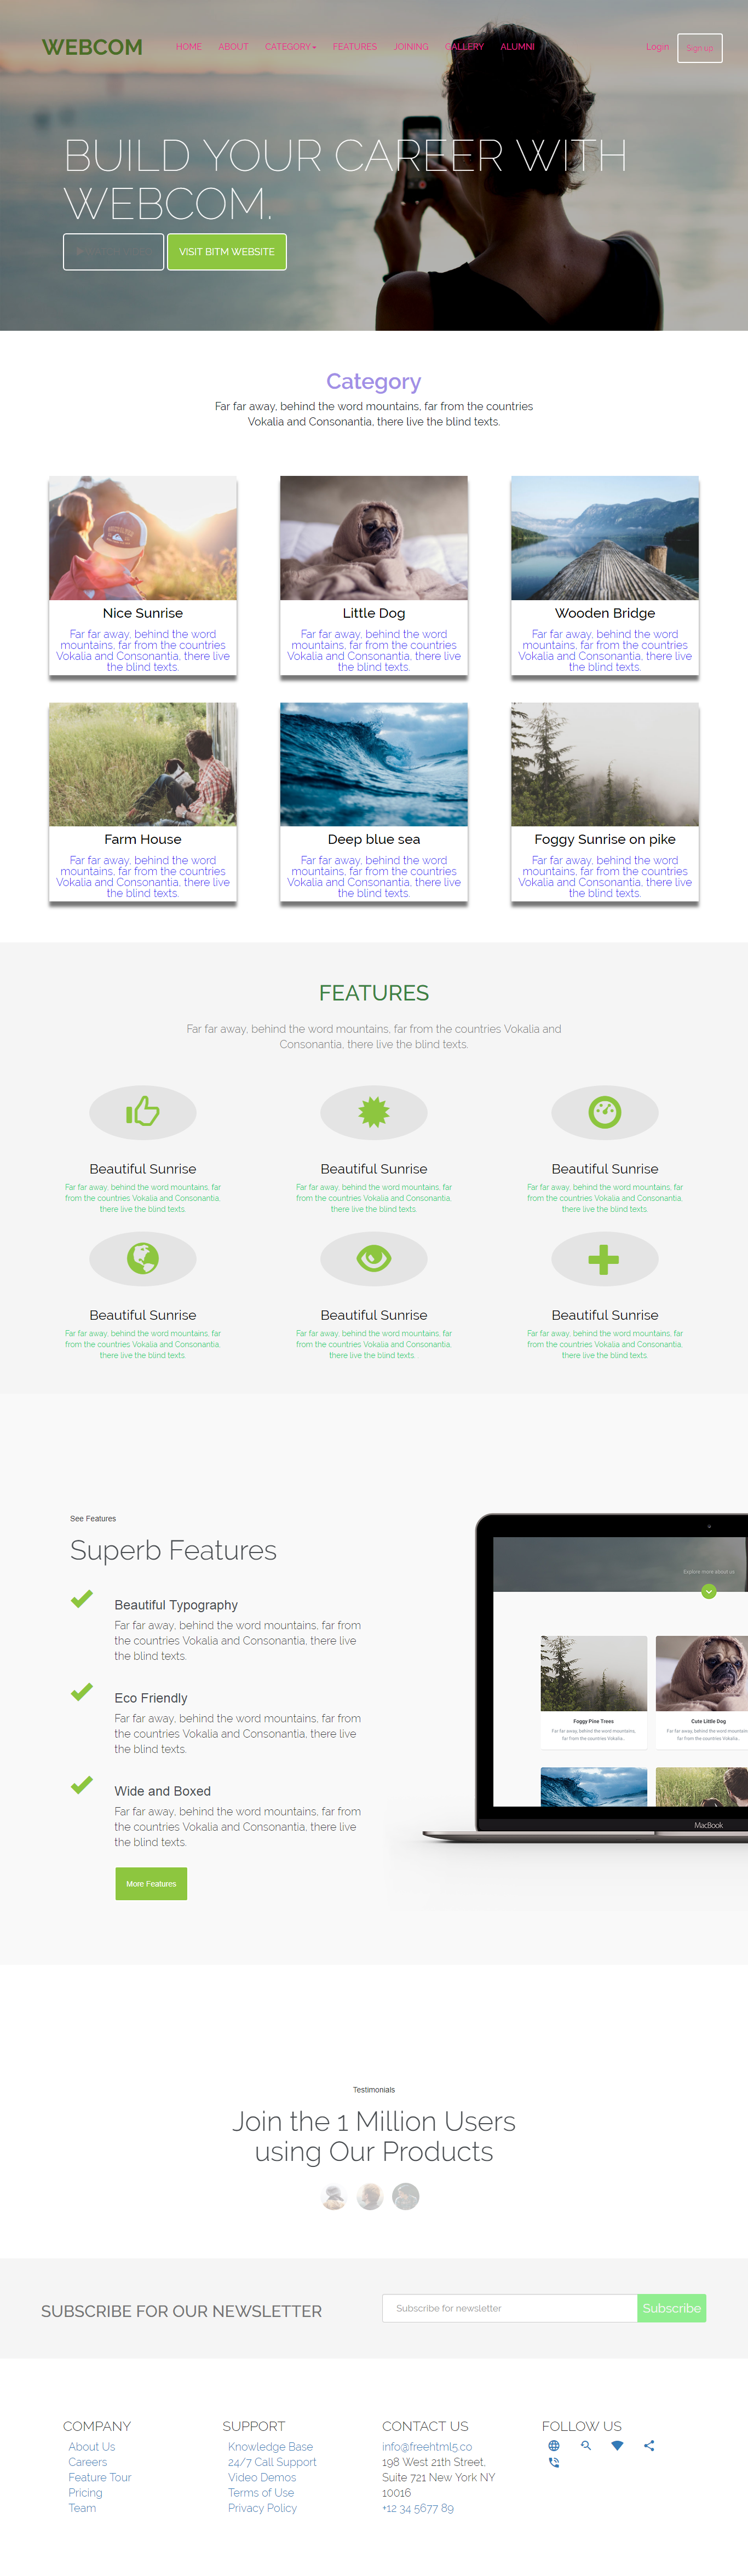 WEBCOM
HOME ABOUT CATEGORY FEATURES JOINING GALLERY ALUMNI
Login Sign up
BUILD YOUR CAREER WITH
WEBCOM.
VISIT BITM WEBSITE
Category
Far far away, behind the word mountains, far from the countries
Vokalia and Consonantia, there live the blind texts.
Nice Sunrise
Far far away, behind the word
mountains, far from the countries
Vokalia and Consonantia, there live
the blind texts.
Little Dog
Far far away, behind the word
mountains, far from the countries
Vokalia and Consonantia, there live
the blind texts.
Wooden Bridge
Far far away, behind the word
mountains, far from the countries
Vokalia and Consonantia, there live
the blind texts.
Farm House
Far far away, behind the word
mountains, far from the countries
Vokalia and Consonantia, there live
the blind texts.
Deep blue sea
Far far away, behind the word
mountains, far from the countries
Vokalia and Consonantia, there live
the blind texts.
Foggy Sunrise on pike
Far far away, behind the word
mountains, far from the countries
Vokalia and Consonantia, there live
the blind texts.
FEATURES
Far far away, behind the word mountains, far from the countries Vokalia and
Consonantia, there live the blind texts.
Beautiful Sunrise
Far far away, behind the word mountains, far
from the countries Vokalia and Consonantia,
there live the blind texts.
Beautiful Sunrise
Far far away, behind the word mountains, far
from the countries Vokalia and Consonantia,
there live the blind texts.
Beautiful Sunrise
Far far away, behind the word mountains, far
from the countries Vokalia and Consonantia,
there live the blind texts.
Beautiful Sunrise
Far far away, behind the word mountains, far
from the countries Vokalia and Consonantia,
there live the blind texts.
Beautiful Sunrise
Far far away, behind the word mountains, far
from the countries Vokalia and Consonantia,
there live the blind texts.
Beautiful Sunrise
Far far away, behind the word mountains, far
from the countries Vokalia and Consonantia,
there live the blind texts.
See Features
Superb Features
Beautiful Typography
Far far away, behind the word mountains, far from
the countries Vokalia and Consonantia, there live
the blind texts.
Eco Friendly
Far far away, behind the word mountains, far from
the countries Vokalia and Consonantia, there live
the blind texts.
Wide and Boxed
Far far away, behind the word mountains, far from
the countries Vokalia and Consonantia, there live
the blind texts.
More Features
Explore more about us
Foggy Pine Trees
Far far away, behind the word mountains,
far from the countries Vokalia..
Cute Little Dog
Far far away, behind the word
far from the countries Vokalia..
MacBook
Testimonials
Join the 1 Million Users
using Our Products
SUBSCRIBE FOR OUR NEWSLETTER
Subscribe for newsletter
Subscribe
COMPANY
About Us
Careers
Feature Tour
Pricing
Team
SUPPORT
Knowledge Base
24/7 Call Support
Video Demos
Terms of Use
Privacy Policy
CONTACT US
info@freehtml5.co
198 West 21th Street,
Suite 721 New York NY
10016
+12 34 5677 89
FOLLOW US